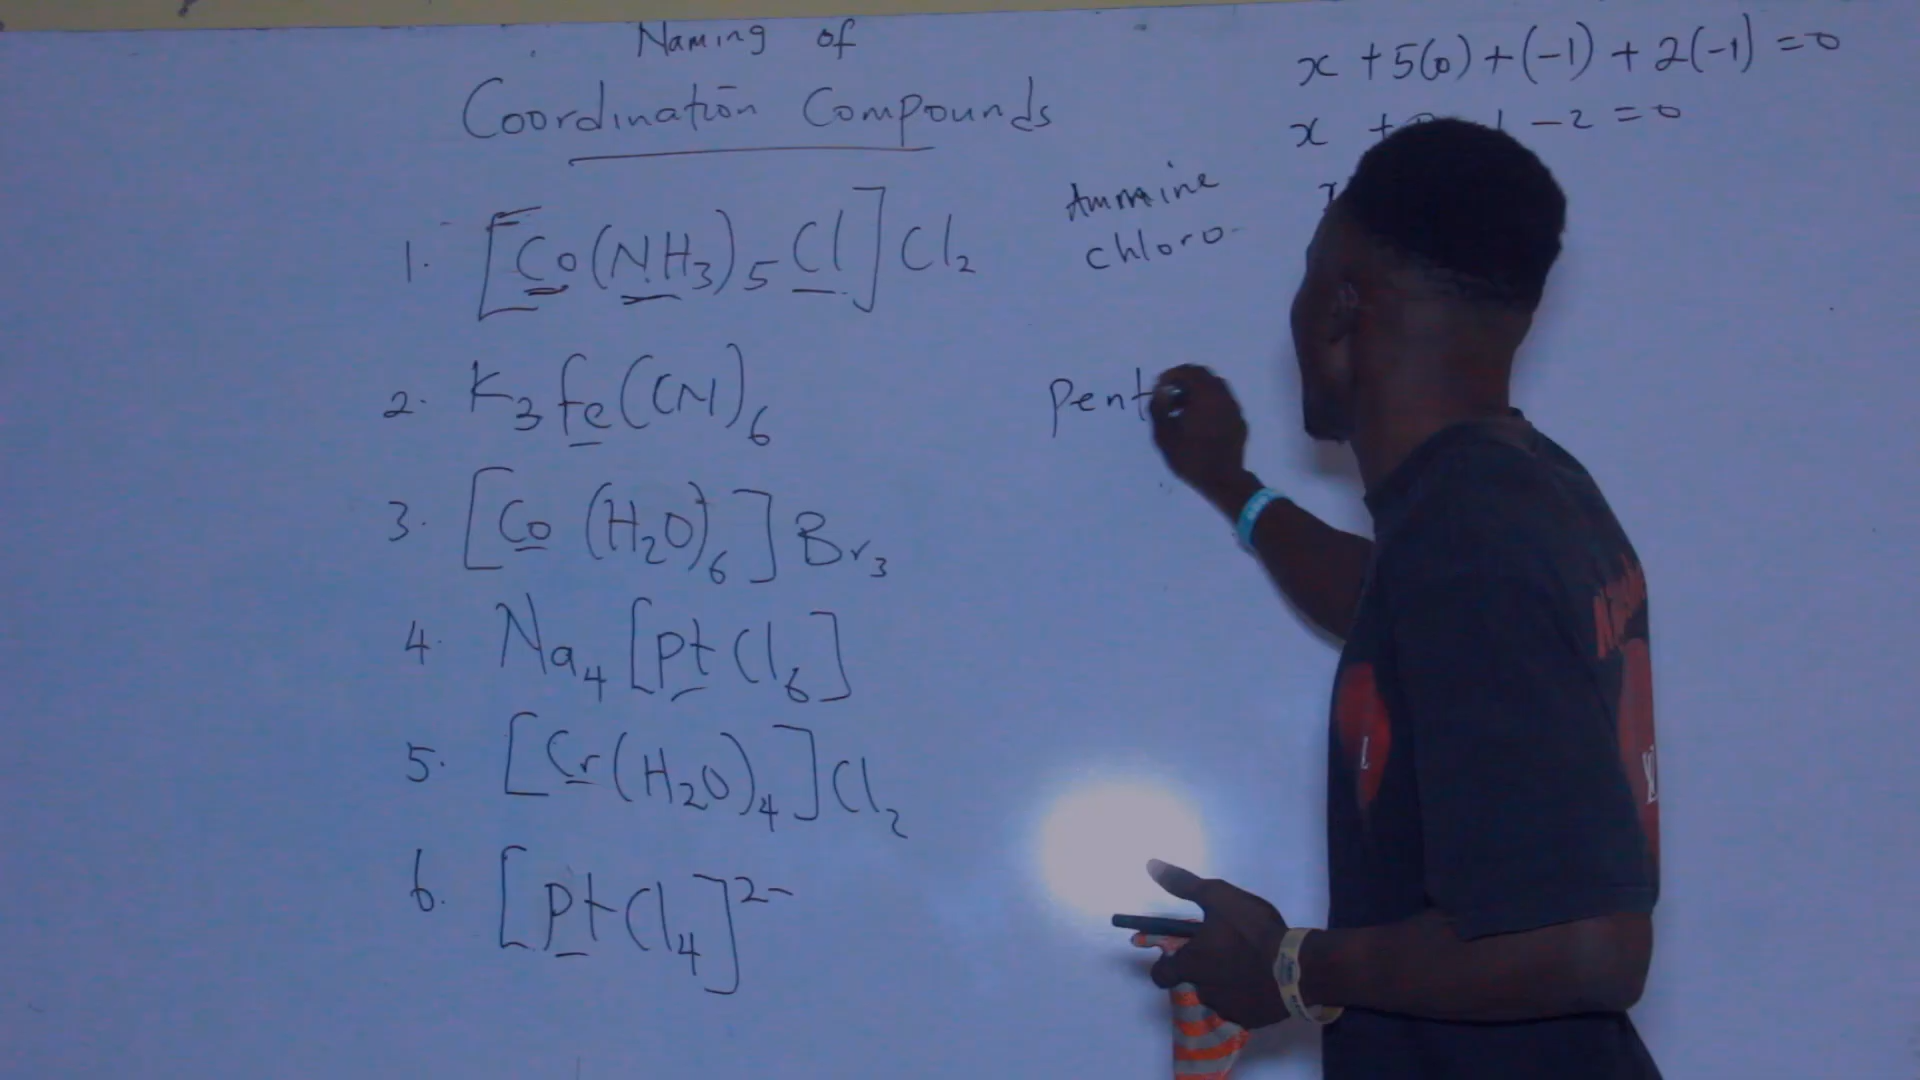 Naming of
Coordination Compounds
1. [Co(NH₃)₅Cl]Cl₂
2. K₃Fe(CN)₆
3. [Co(H₂O)₆]Br₃
4. Na₄[PtCl₆]
5. [Cr(H₂O)₄]Cl₂
6. [PtCl₄]²⁻
x + 5(0) + (-1) + 2(-1) = 0
x + - 2 = 0
Ammine
chloro-
Pent